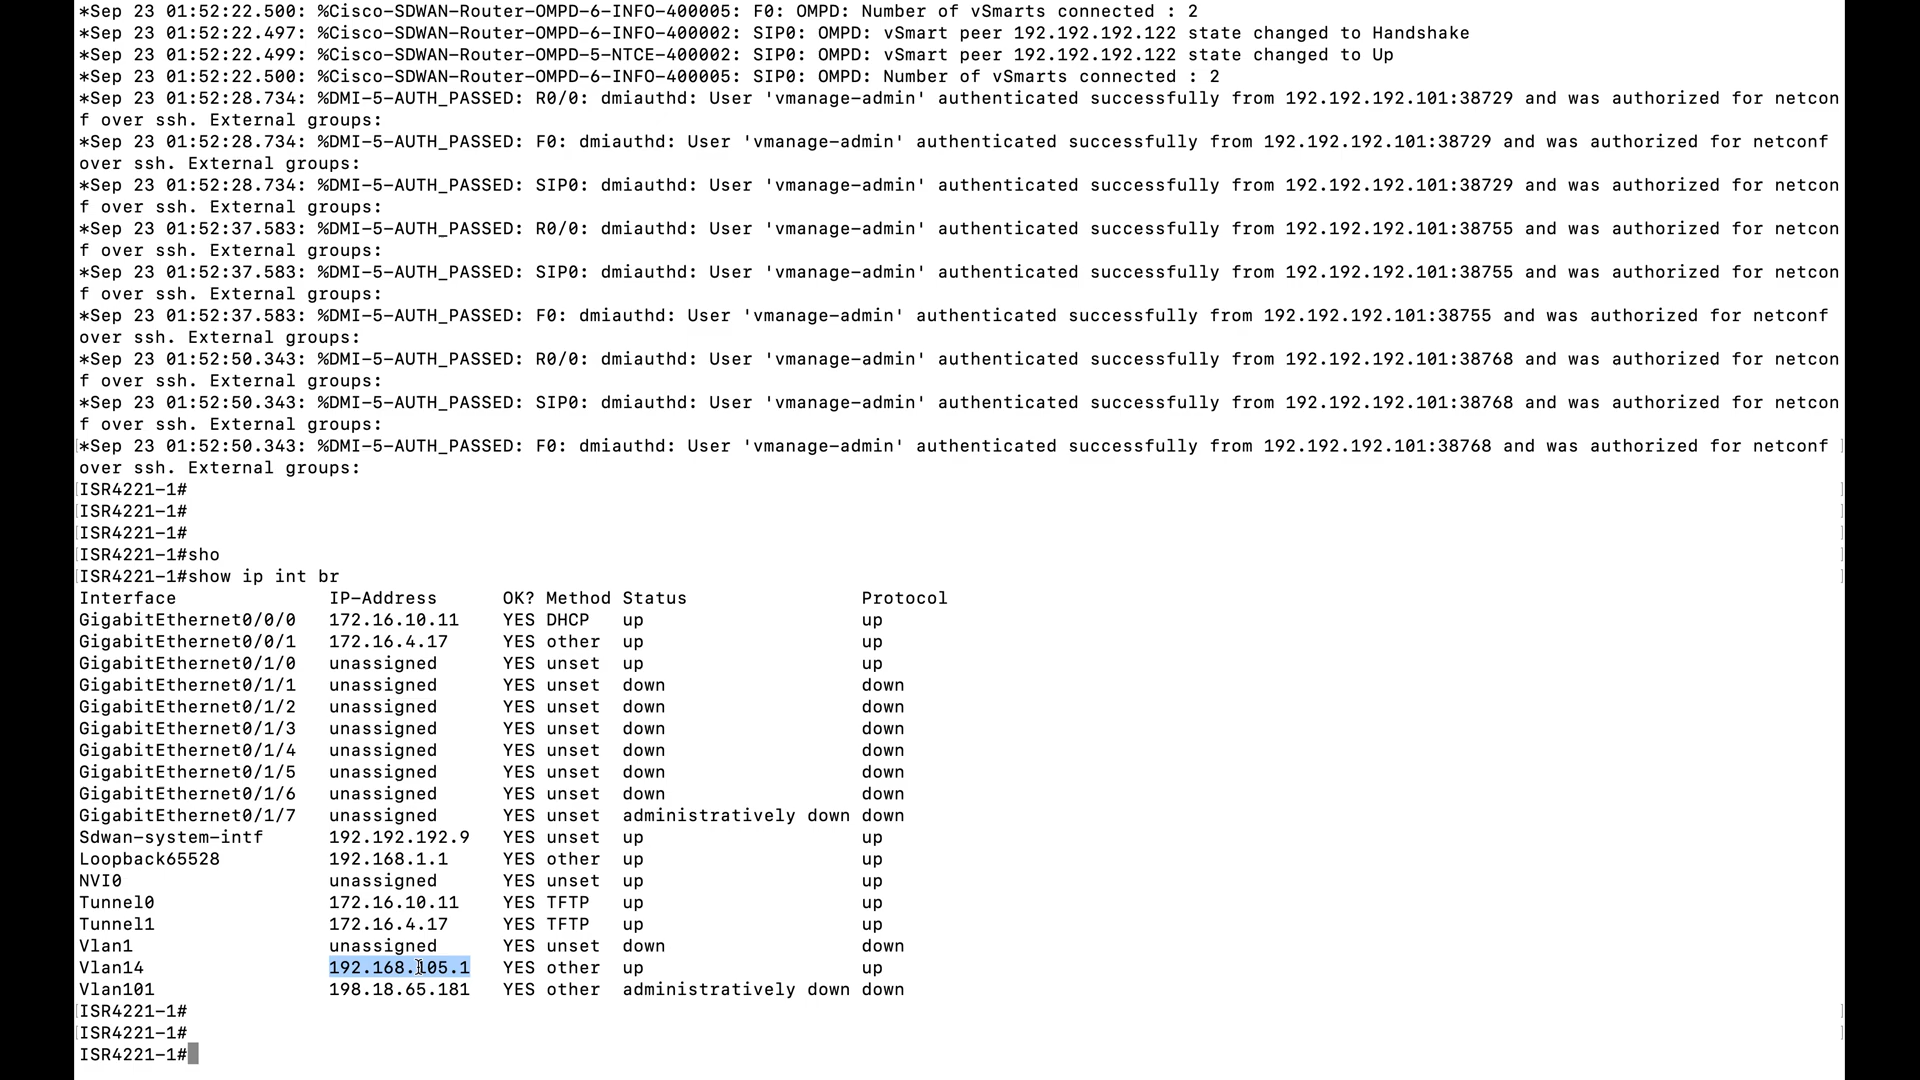 *Sep 23 01:52:22.500: %Cisco-SDWAN-Router-OMPD-6-INFO-400005: F0: OMPD: Number of vSmarts connected : 2
*Sep 23 01:52:22.497: %Cisco-SDWAN-Router-OMPD-6-INFO-400002: SIP0: OMPD: vSmart peer 192.192.192.122 state changed to Handshake
*Sep 23 01:52:22.499: %Cisco-SDWAN-Router-OMPD-5-NTCE-400002: SIP0: OMPD: vSmart peer 192.192.192.122 state changed to Up
*Sep 23 01:52:22.500: %Cisco-SDWAN-Router-OMPD-6-INFO-400005: SIP0: OMPD: Number of vSmarts connected : 2
*Sep 23 01:52:28.734: %DMI-5-AUTH_PASSED: R0/0: dmiauthd: User 'vmanage-admin' authenticated successfully from 192.192.192.101:38729 and was authorized for netcon
f over ssh. External groups:
*Sep 23 01:52:28.734: %DMI-5-AUTH_PASSED: F0: dmiauthd: User 'vmanage-admin' authenticated successfully from 192.192.192.101:38729 and was authorized for netconf
over ssh. External groups:
*Sep 23 01:52:28.734: %DMI-5-AUTH_PASSED: SIP0: dmiauthd: User 'vmanage-admin' authenticated successfully from 192.192.192.101:38729 and was authorized for netcon
f over ssh. External groups:
*Sep 23 01:52:37.583: %DMI-5-AUTH_PASSED: R0/0: dmiauthd: User 'vmanage-admin' authenticated successfully from 192.192.192.101:38755 and was authorized for netcon
f over ssh. External groups:
*Sep 23 01:52:37.583: %DMI-5-AUTH_PASSED: SIP0: dmiauthd: User 'vmanage-admin' authenticated successfully from 192.192.192.101:38755 and was authorized for netcon
f over ssh. External groups:
*Sep 23 01:52:37.583: %DMI-5-AUTH_PASSED: F0: dmiauthd: User 'vmanage-admin' authenticated successfully from 192.192.192.101:38755 and was authorized for netconf
over ssh. External groups:
*Sep 23 01:52:50.343: %DMI-5-AUTH_PASSED: R0/0: dmiauthd: User 'vmanage-admin' authenticated successfully from 192.192.192.101:38768 and was authorized for netcon
f over ssh. External groups:
*Sep 23 01:52:50.343: %DMI-5-AUTH_PASSED: SIP0: dmiauthd: User 'vmanage-admin' authenticated successfully from 192.192.192.101:38768 and was authorized for netcon
f over ssh. External groups:
*Sep 23 01:52:50.343: %DMI-5-AUTH_PASSED: F0: dmiauthd: User 'vmanage-admin' authenticated successfully from 192.192.192.101:38768 and was authorized for netconf
over ssh. External groups:
ISR4221-1#
ISR4221-1#
ISR4221-1#
ISR4221-1#sho
ISR4221-1#show ip int br
Interface IP-Address OK? Method Status Protocol
GigabitEthernet0/0/0 172.16.10.11 YES DHCP up up
GigabitEthernet0/0/1 172.16.4.17 YES other up up
GigabitEthernet0/1/0 unassigned YES unset up up
GigabitEthernet0/1/1 unassigned YES unset down down
GigabitEthernet0/1/2 unassigned YES unset down down
GigabitEthernet0/1/3 unassigned YES unset down down
GigabitEthernet0/1/4 unassigned YES unset down down
GigabitEthernet0/1/5 unassigned YES unset down down
GigabitEthernet0/1/6 unassigned YES unset down down
GigabitEthernet0/1/7 unassigned YES unset administratively down down
Sdwan-system-intf 192.192.192.9 YES unset up up
Loopback65528 192.168.1.1 YES other up up
NVI0 unassigned YES unset up up
Tunnel0 172.16.10.11 YES TFTP up up
Tunnel1 172.16.4.17 YES TFTP up up
Vlan1 unassigned YES unset down down
Vlan14 192.168.105.1 YES other up up
Vlan101 198.18.65.181 YES other administratively down down
ISR4221-1#
ISR4221-1#
ISR4221-1#